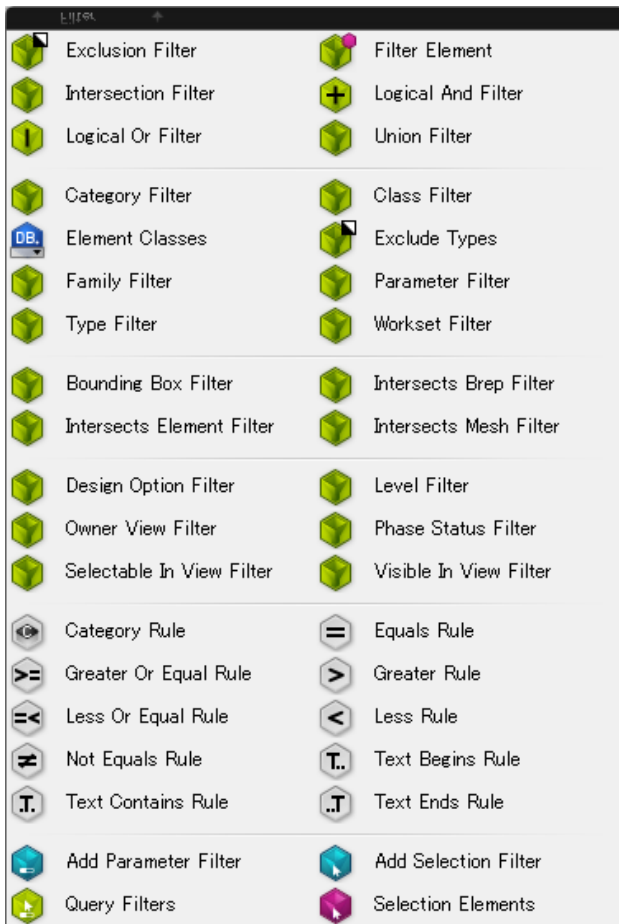 Filter
Exclusion Filter Filter Element
Intersection Filter Logical And Filter
Logical Or Filter Union Filter
Category Filter Class Filter
DB. Element Classes Exclude Types
Family Filter Parameter Filter
Type Filter Workset Filter
Bounding Box Filter Intersects Brep Filter
Intersects Element Filter Intersects Mesh Filter
Design Option Filter Level Filter
Owner View Filter Phase Status Filter
Selectable In View Filter Visible In View Filter
C Category Rule = Equals Rule
>= Greater Or Equal Rule > Greater Rule
=< Less Or Equal Rule < Less Rule
≠ Not Equals Rule T.. Text Begins Rule
.T. Text Contains Rule ..T Text Ends Rule
Add Parameter Filter Add Selection Filter
Query Filters Selection Elements